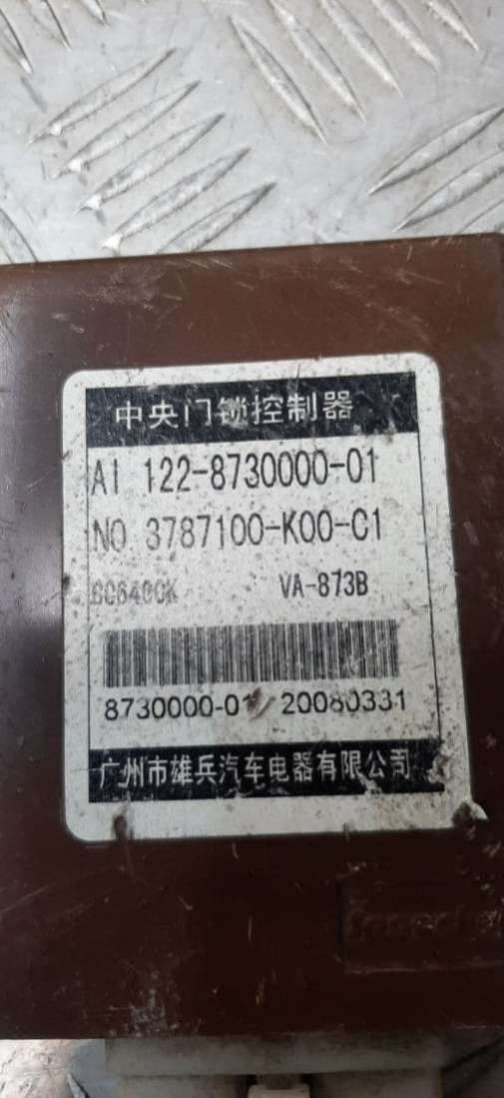 中央门锁控制器
AI 122-8730000-01
NO 3787100-K00-C1
VA-873B
8730000-01 20080331
广州市雄兵汽车电器有限公司